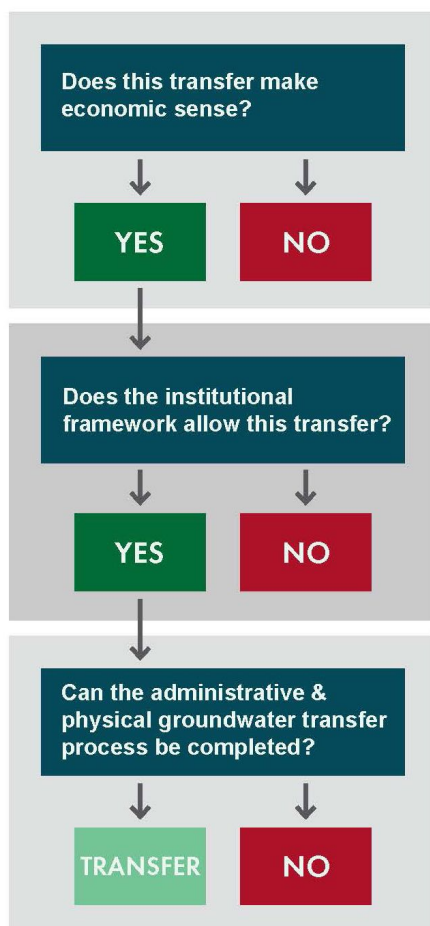 Does this transfer make
economic sense?
YES
NO
Does the institutional
framework allow this transfer?
YES
NO
Can the administrative &
physical groundwater transfer
process be completed?
TRANSFER
NO